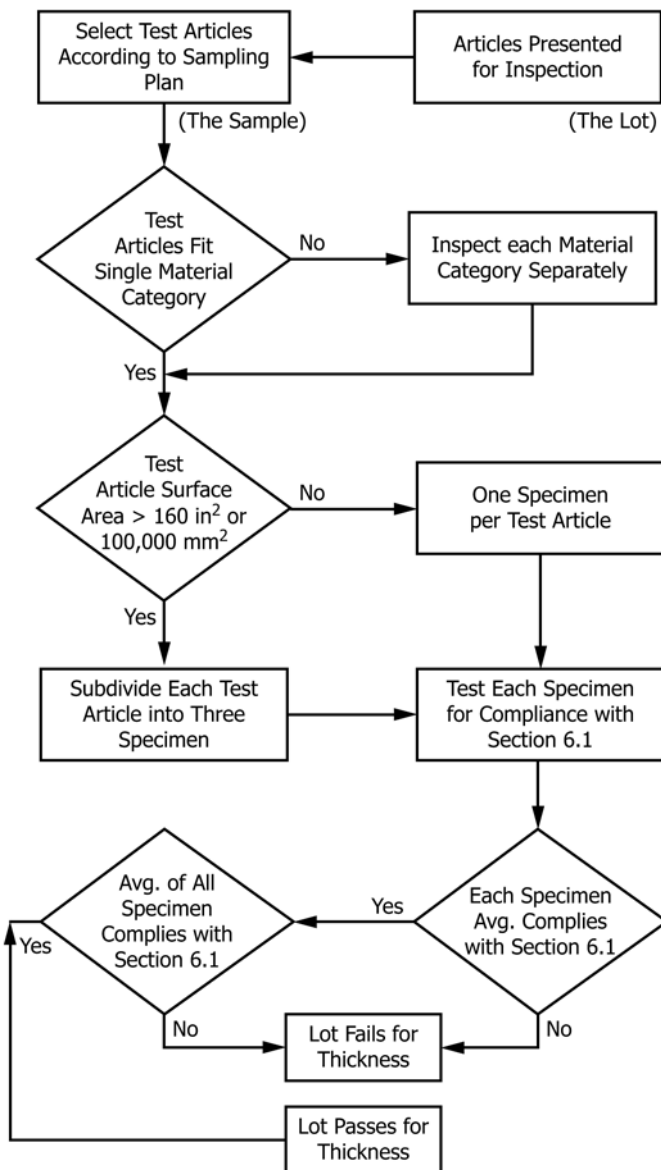 Select Test Articles
According to Sampling
Plan
Articles Presented
for Inspection
(The Sample)
(The Lot)
Test
Articles Fit
Single Material
Category
No
Inspect each Material
Category Separately
Yes
Test
Article Surface
Area > 160 in² or
100,000 mm²
No
One Specimen
per Test Article
Yes
Subdivide Each Test
Article into Three
Specimen
Test Each Specimen
for Compliance with
Section 6.1
Avg. of All
Specimen
Complies with
Section 6.1
Yes
Each Specimen
Avg. Complies
with Section 6.1
Yes
No
Lot Fails for
Thickness
No
Lot Passes for
Thickness